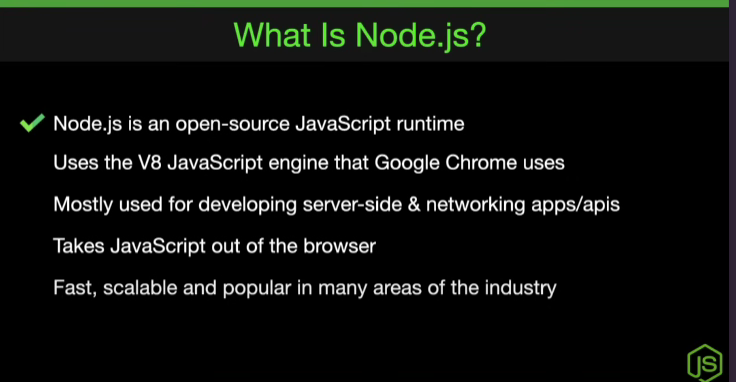 What Is Node.js?
Node.js is an open-source JavaScript runtime
Uses the V8 JavaScript engine that Google Chrome uses
Mostly used for developing server-side & networking apps/apis
Takes JavaScript out of the browser
Fast, scalable and popular in many areas of the industry
JS